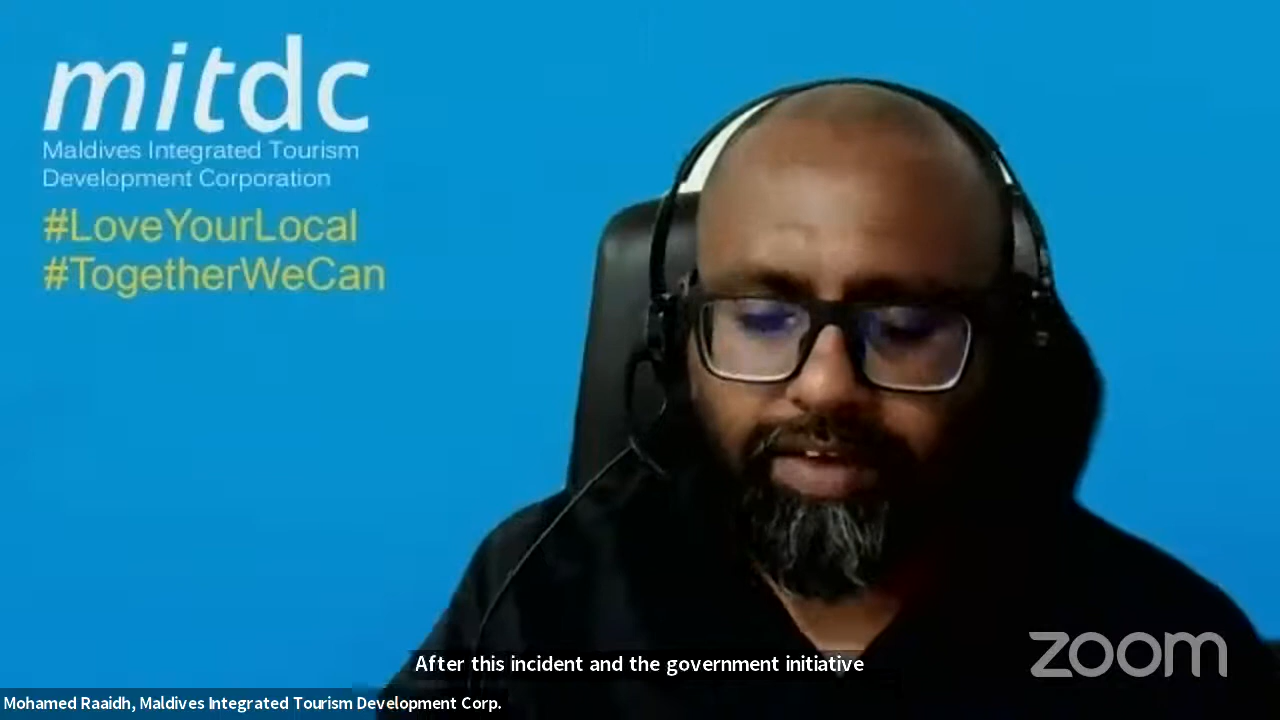 mitdc
Maldives Integrated Tourism
Development Corporation
#LoveYourLocal
#TogetherWeCan
After this incident and the government initiative
zoom
Mohamed Raaidh, Maldives Integrated Tourism Development Corp.